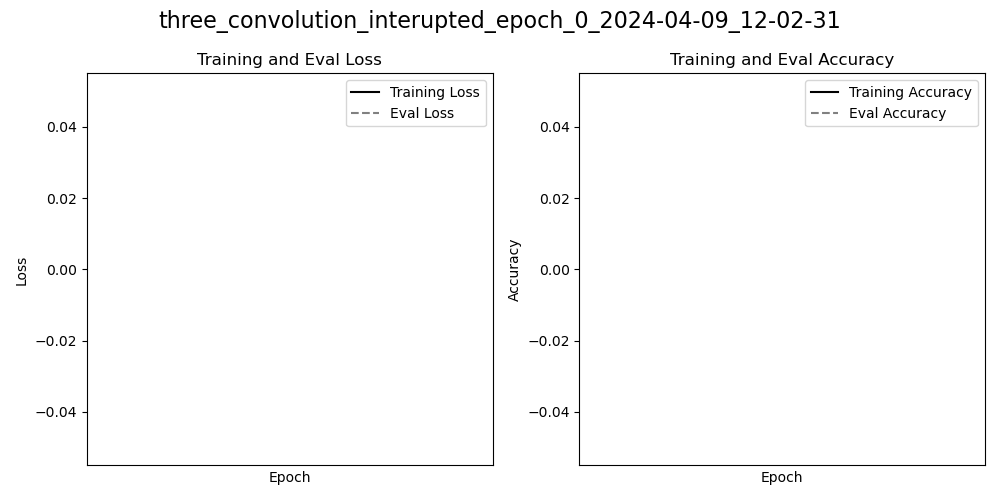 three_convolution_interupted_epoch_0_2024-04-09_12-02-31
Training and Eval Loss
Training Loss
Eval Loss
0.04
0.02
0.00
−0.02
−0.04
Loss
Epoch
Training and Eval Accuracy
Training Accuracy
Eval Accuracy
0.04
0.02
0.00
−0.02
−0.04
Accuracy
Epoch